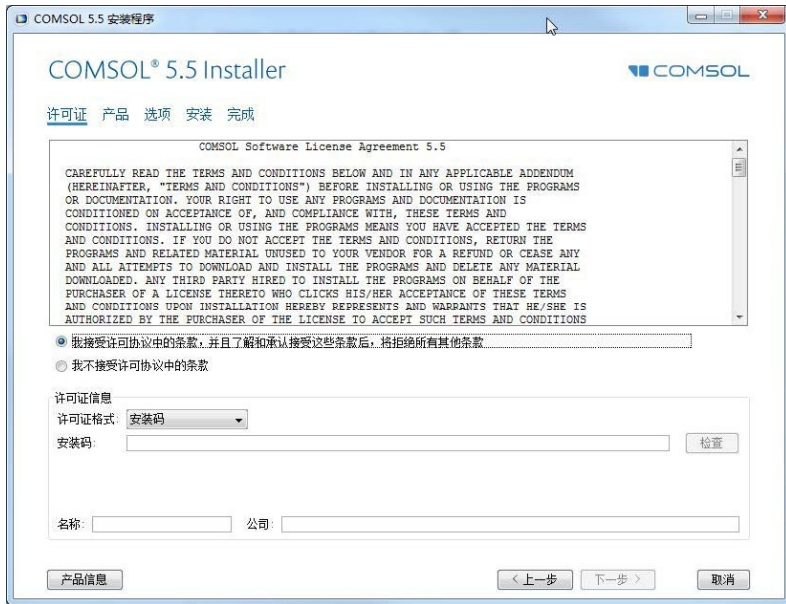 COMSOL 5.5 安装程序
COMSOL® 5.5 Installer
COMSOL
许可证 产品 选项 安装 完成
COMSOL Software License Agreement 5.5
CAREFULLY READ THE TERMS AND CONDITIONS BELOW AND IN ANY APPLICABLE ADDENDUM
(HEREINAFTER, "TERMS AND CONDITIONS") BEFORE INSTALLING OR USING THE PROGRAMS
OR DOCUMENTATION. YOUR RIGHT TO USE ANY PROGRAMS AND DOCUMENTATION IS
CONDITIONED ON ACCEPTANCE OF, AND COMPLIANCE WITH, THESE TERMS AND
CONDITIONS. INSTALLING OR USING THE PROGRAMS MEANS YOU HAVE ACCEPTED THE TERMS
AND CONDITIONS. IF YOU DO NOT ACCEPT THE TERMS AND CONDITIONS, RETURN THE
PROGRAMS AND RELATED MATERIAL UNUSED TO YOUR VENDOR FOR A REFUND OR CEASE ANY
AND ALL ATTEMPTS TO DOWNLOAD AND INSTALL THE PROGRAMS AND DELETE ANY MATERIAL
DOWNLOADED. ANY THIRD PARTY HIRED TO INSTALL THE PROGRAMS ON BEHALF OF THE
PURCHASER OF A LICENSE THERETO WHO CLICKS HIS/HER ACCEPTANCE OF THESE TERMS
AND CONDITIONS UPON INSTALLATION HEREBY REPRESENTS AND WARRANTS THAT HE/SHE IS
AUTHORIZED BY THE PURCHASER OF THE LICENSE TO ACCEPT SUCH TERMS AND CONDITIONS
我接受许可协议中的条款，并且了解和承认接受这些条款后，将拒绝所有其他条款
我不接受许可协议中的条款
许可证信息
许可证格式: 安装码
安装码: 检查
名称: 公司:
产品信息 < 上一步 下一步 > 取消